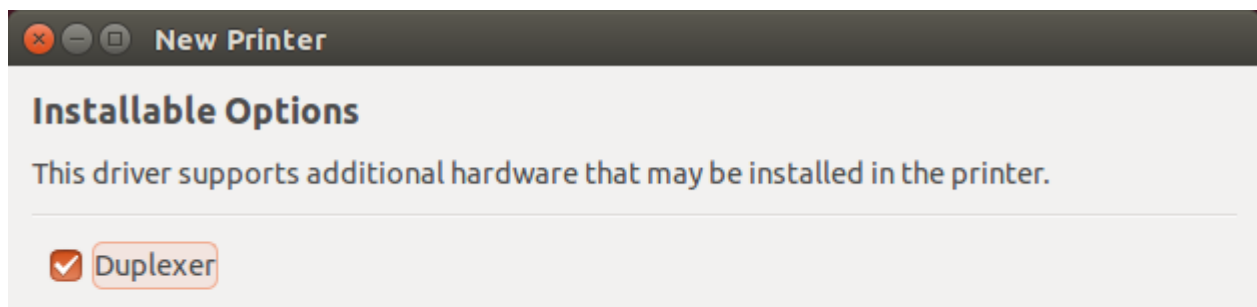 New Printer
Installable Options
This driver supports additional hardware that may be installed in the printer.
Duplexer